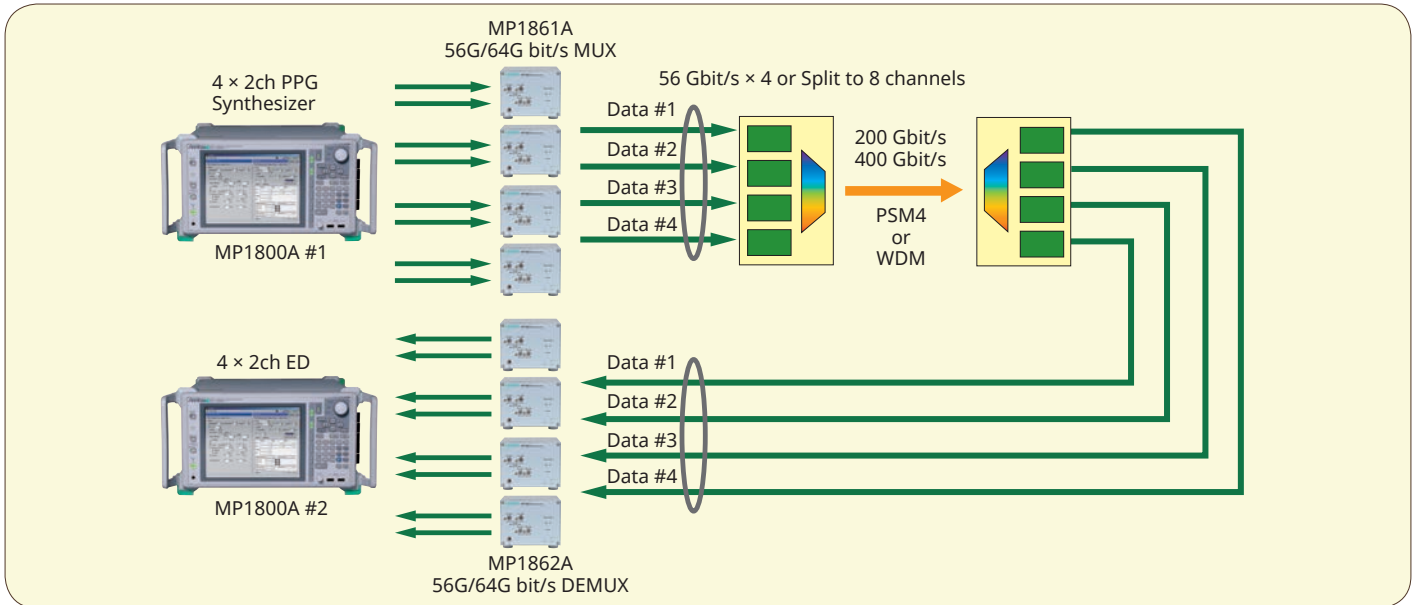 MP1861A
56G/64G bit/s MUX
4 × 2ch PPG
Synthesizer
MP1800A #1
56 Gbit/s × 4 or Split to 8 channels
Data #1
Data #2
Data #3
Data #4
200 Gbit/s
400 Gbit/s
PSM4
or
WDM
4 × 2ch ED
MP1800A #2
Data #1
Data #2
Data #3
Data #4
MP1862A
56G/64G bit/s DEMUX